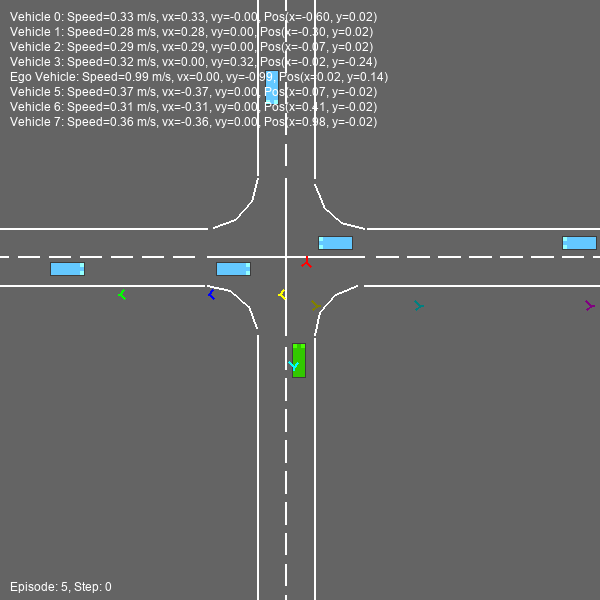 Vehicle 0: Speed=0.33 m/s, vx=0.33, vy=-0.00, Pos(x=-0.60, y=0.02)
Vehicle 1: Speed=0.28 m/s, vx=0.28, vy=0.00, Pos(x=-0.30, y=0.02)
Vehicle 2: Speed=0.29 m/s, vx=0.29, vy=0.00, Pos(x=-0.07, y=0.02)
Vehicle 3: Speed=0.32 m/s, vx=0.00, vy=0.32, Pos(x=-0.02, y=-0.24)
Ego Vehicle: Speed=0.99 m/s, vx=0.00, vy=-0.99, Pos(x=0.02, y=0.14)
Vehicle 5: Speed=0.37 m/s, vx=-0.37, vy=0.00, Pos(x=0.07, y=-0.02)
Vehicle 6: Speed=0.31 m/s, vx=-0.31, vy=0.00, Pos(x=0.41, y=-0.02)
Vehicle 7: Speed=0.36 m/s, vx=-0.36, vy=0.00, Pos(x=0.98, y=-0.02)
Episode: 5, Step: 0